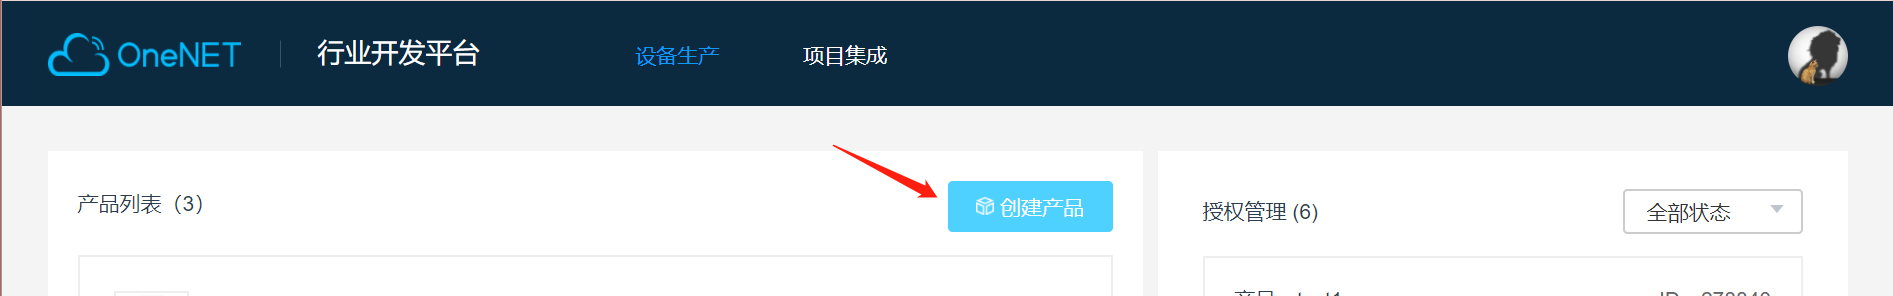 OneNET 行业开发平台 设备生产 项目集成
产品列表（3） 创建产品
授权管理 (6) 全部状态